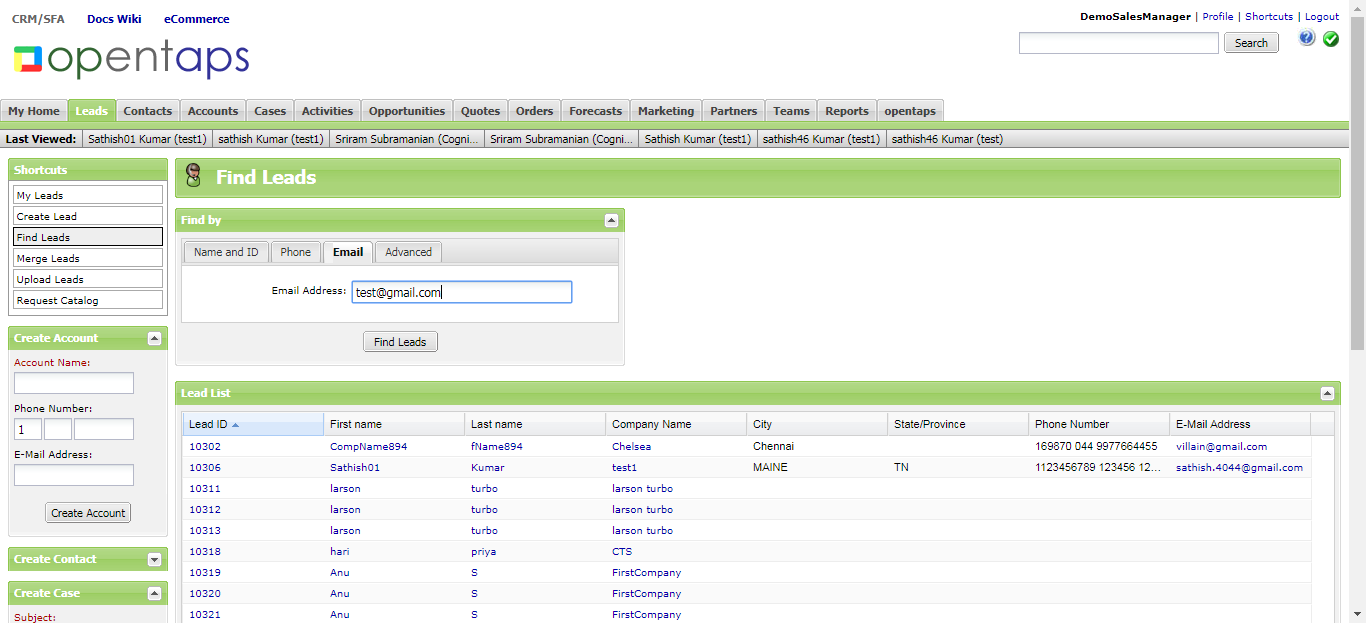 CRM/SFA Docs Wiki eCommerce
DemoSalesManager | Profile | Shortcuts | Logout
opentaps
Search
My Home Leads Contacts Accounts Cases Activities Opportunities Quotes Orders Forecasts Marketing Partners Teams Reports opentaps
Last Viewed: Sathish01 Kumar (test1) sathish Kumar (test1) Sriram Subramanian (Cogni... Sriram Subramanian (Cogni... Sathish Kumar (test1) sathish46 Kumar (test1) sathish46 Kumar (test)
Shortcuts
My Leads
Create Lead
Find Leads
Merge Leads
Upload Leads
Request Catalog
Create Account
Account Name:
Phone Number:
1
E-Mail Address:
Create Account
Create Contact
Create Case
Subject:
Find Leads
Find by
Name and ID Phone Email Advanced
Email Address: test@gmail.com
Find Leads
Lead List
Lead ID First name Last name Company Name City State/Province Phone Number E-Mail Address
10302 CompName894 fName894 Chelsea Chennai 169870 044 9977664455 villain@gmail.com
10306 Sathish01 Kumar test1 MAINE TN 1123456789 123456 12... sathish.4044@gmail.com
10311 larson turbo larson turbo
10312 larson turbo larson turbo
10313 larson turbo larson turbo
10318 hari priya CTS
10319 Anu S FirstCompany
10320 Anu S FirstCompany
10321 Anu S FirstCompany